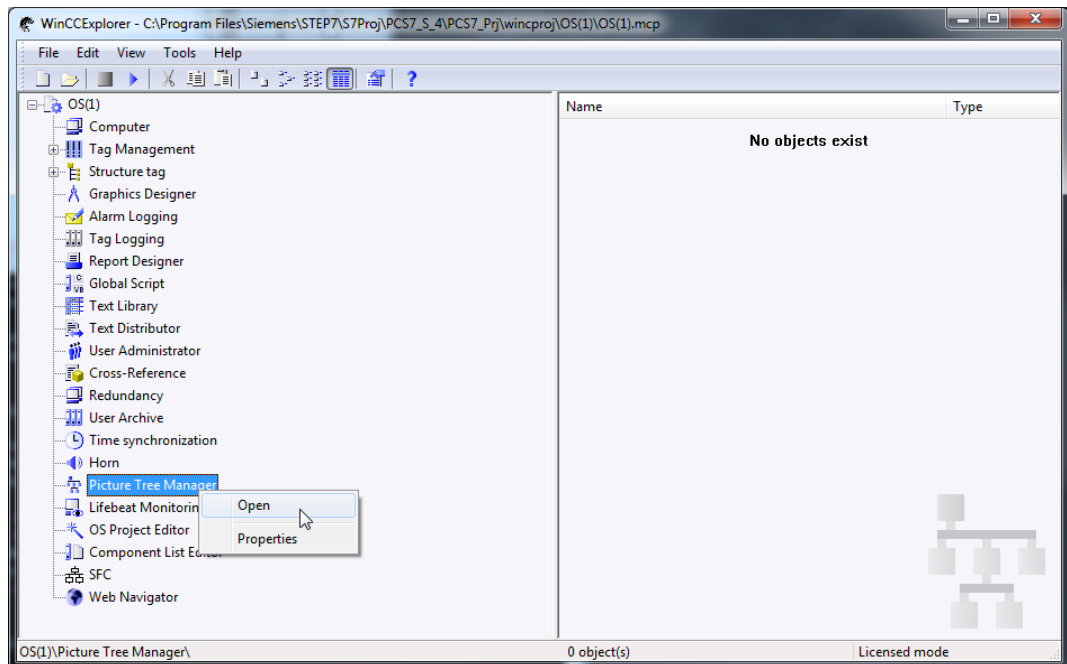 WinCCExplorer - C:\Program Files\Siemens\STEP7\S7Proj\PCS7_S_4\PCS7_Prj\wincproj\OS(1)\OS(1).mcp
File Edit View Tools Help
OS(1)
Name Type
Computer
No objects exist
Tag Management
Structure tag
Graphics Designer
Alarm Logging
Tag Logging
Report Designer
Global Script
Text Library
Text Distributor
User Administrator
Cross-Reference
Redundancy
User Archive
Time synchronization
Horn
Picture Tree Manager
Lifebeat Monitorin
Open
OS Project Editor
Properties
Component List
SFC
Web Navigator
OS(1)\Picture Tree Manager\ 0 object(s) Licensed mode